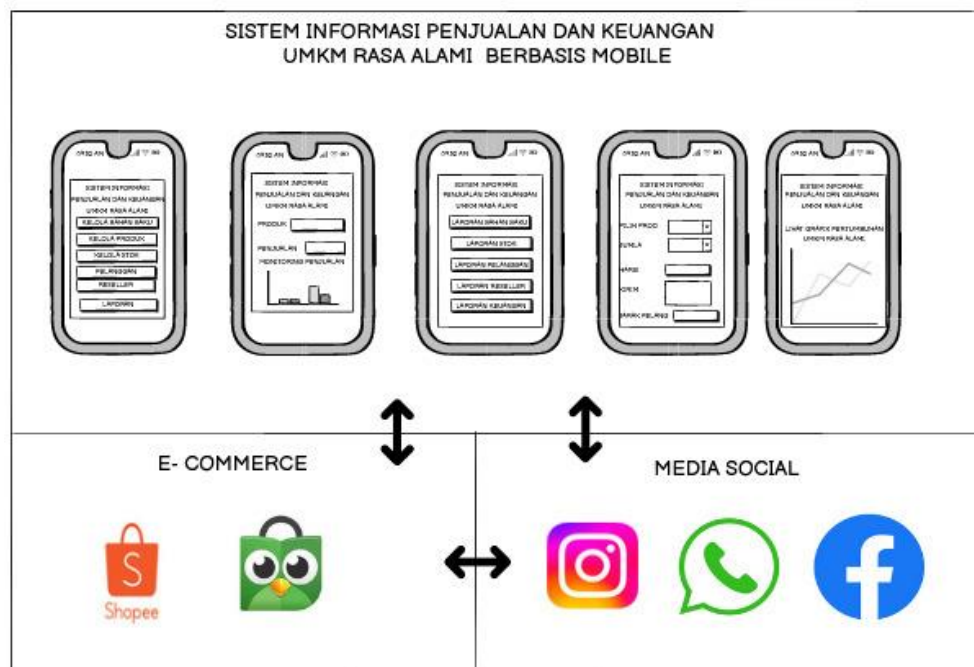 SISTEM INFORMASI PENJUALAN DAN KEUANGAN
UMKM RASA ALAMI BERBASIS MOBILE
SISTEM INFORMASI
PENJUALAN DAN KEUANGAN
UMKM RASA ALAMI
KELOLA BAHAN BAKU
KELOLA PRODUK
KELOLA STOK
PELANGGAN
RESELLER
LAPORAN
SISTEM INFORMASI
PENJUALAN DAN KEUANGAN
UMKM RASA ALAMI
PRODUK
PENJUALAN
MONITORING PENJUALAN
SISTEM INFORMASI
PENJUALAN DAN KEUANGAN
UMKM RASA ALAMI
LAPORAN BAHAN BAKU
LAPORAN STOK
LAPORAN PELANGGAN
LAPORAN RESELLER
LAPORAN KEUANGAN
SISTEM INFORMASI
PENJUALAN DAN KEUANGAN
UMKM RASA ALAMI
JUMLA
SISTEM INFORMASI
PENJUALAN DAN KEUANGAN
UMKM RASA ALAMI
LIHAT GRAFIK PERTUMBUHAN
UMKM RASA ALAMI
E- COMMERCE
MEDIA SOCIAL
S
Shopee